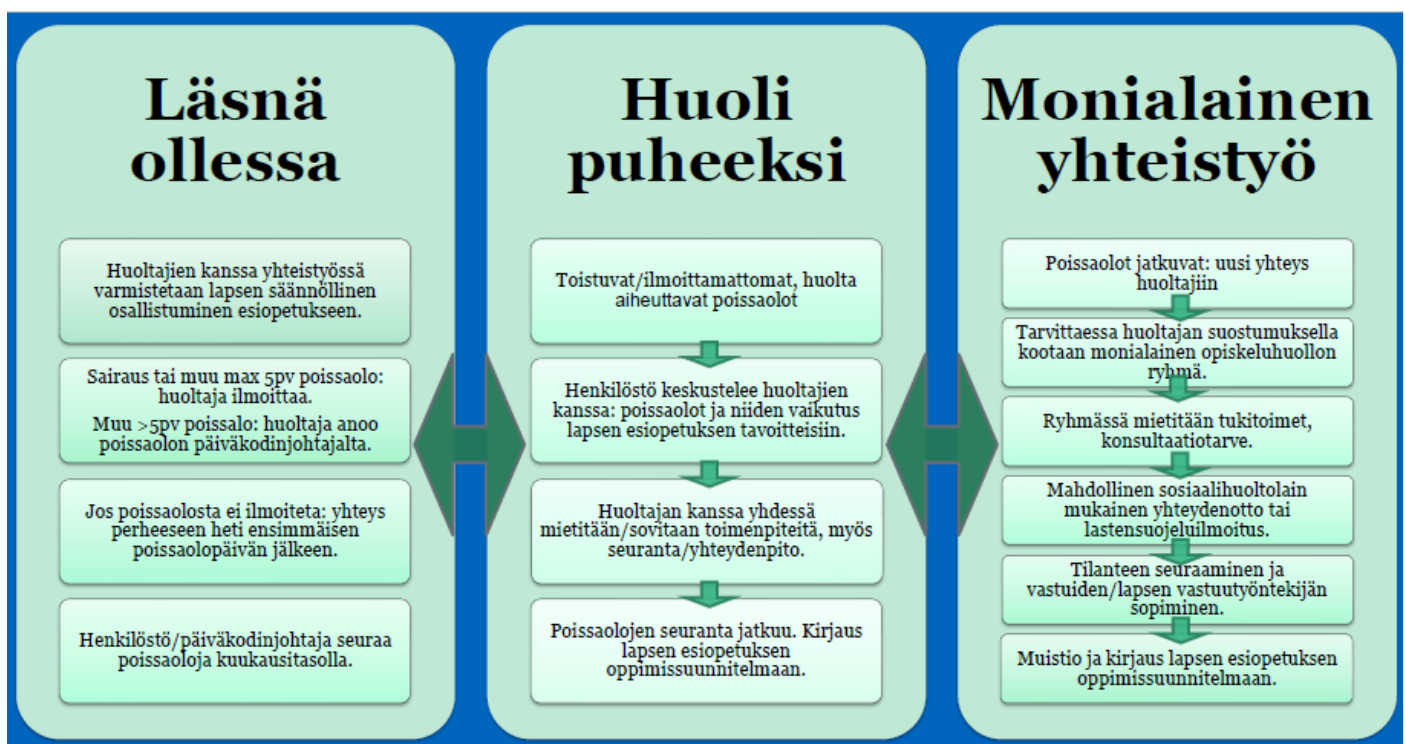 Läsnä
ollessa
Huoltajien kanssa yhteistyössä
varmistetaan lapsen säännöllinen
osallistuminen esiopetukseen.
Sairaus tai muu max 5pv poissaolo:
huoltaja ilmoittaa.
Muu >5pv poissalo: huoltaja anoo
poissaolon päiväkodinjohtajalta.
Jos poissaolosta ei ilmoiteta: yhteys
perheeseen heti ensimmäisen
poissaolopäivän jälkeen.
Henkilöstö/päiväkodinjohtaja seuraa
poissaoloja kuukausitasolla.
Huoli
puheeksi
Toistuvat/ilmoittamattomat, huolta
aiheuttavat poissaolot
Henkilöstö keskustelee huoltajien
kanssa: poissaolot ja niiden vaikutus
lapsen esiopetuksen tavoitteisiin.
Huoltajan kanssa yhdessä
mietitään/sovitaan toimenpiteitä, myös
seuranta/yhteydenpito.
Poissaolojen seuranta jatkuu. Kirjaus
lapsen esiopetuksen
oppimissuunnitelmaan.
Monialainen
yhteistyö
Poissaolot jatkuvat: uusi yhteys
huoltajiin
Tarvittaessa huoltajan suostumuksella
kootaan monialainen opiskeluhuollon
ryhmä.
Ryhmässä mietitään tukitoimet,
konsultaatiotarve.
Mahdollinen sosiaalihuoltolain
mukainen yhteydenotto tai
lastensuojeluilmoitus.
Tilanteen seuraaminen ja
vastuiden/lapsen vastuutyöntekijän
sopiminen.
Muistio ja kirjaus lapsen esiopetuksen
oppimissuunnitelmaan.